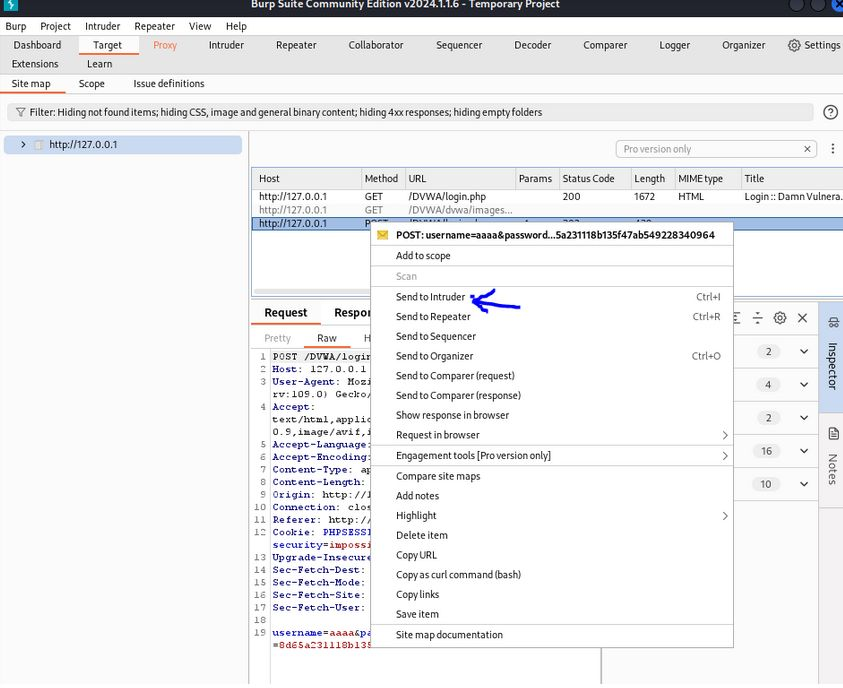 Burp Suite Community Edition v2024.1.1.6 - Temporary Project
Burp Project Intruder Repeater View Help
Dashboard Target Proxy Intruder Repeater Collaborator Sequencer Decoder Comparer Logger Organizer Settings
Extensions Learn
Site map Scope Issue definitions
Filter: Hiding not found items; hiding CSS, image and general binary content; hiding 4xx responses; hiding empty folders
http://127.0.0.1
Pro version only
Host Method URL Params Status Code Length MIME type Title
http://127.0.0.1 GET /DVWA/login.php 200 1672 HTML Login :: Damn Vulnera...
http://127.0.0.1 GET /DVWA/dvwa/images...
http://127.0.0.1
POST: username=aaaa&password...5a231118b135f47ab549228340964
Add to scope
Scan
Send to Intruder Ctrl+I
Send to Repeater Ctrl+R
Send to Sequencer
Send to Organizer Ctrl+O
Send to Comparer (request)
Send to Comparer (response)
Show response in browser
Request in browser
Engagement tools [Pro version only]
Compare site maps
Add notes
Highlight
Delete item
Copy URL
Copy as curl command (bash)
Copy links
Save item
Site map documentation
Request Respon
Pretty Raw H
1 POST /DVWA/login
2 Host: 127.0.0.1
3 User-Agent: Mozi
rv:109.0) Gecko/
4 Accept:
text/html,applic
0.9,image/avif,i
5 Accept-Language:
6 Accept-Encoding:
7 Content-Type: ap
8 Content-Length:
9 Origin: http://1
10 Connection: clos
11 Referer: http://
12 Cookie: PHPSESSI
security=impossi
13 Upgrade-Insecure
14 Sec-Fetch-Dest:
15 Sec-Fetch-Mode:
16 Sec-Fetch-Site:
17 Sec-Fetch-User:
18
19 username=aaaa&pa
=8d65a231118b135
2
4
2
16
10
Inspector
Notes